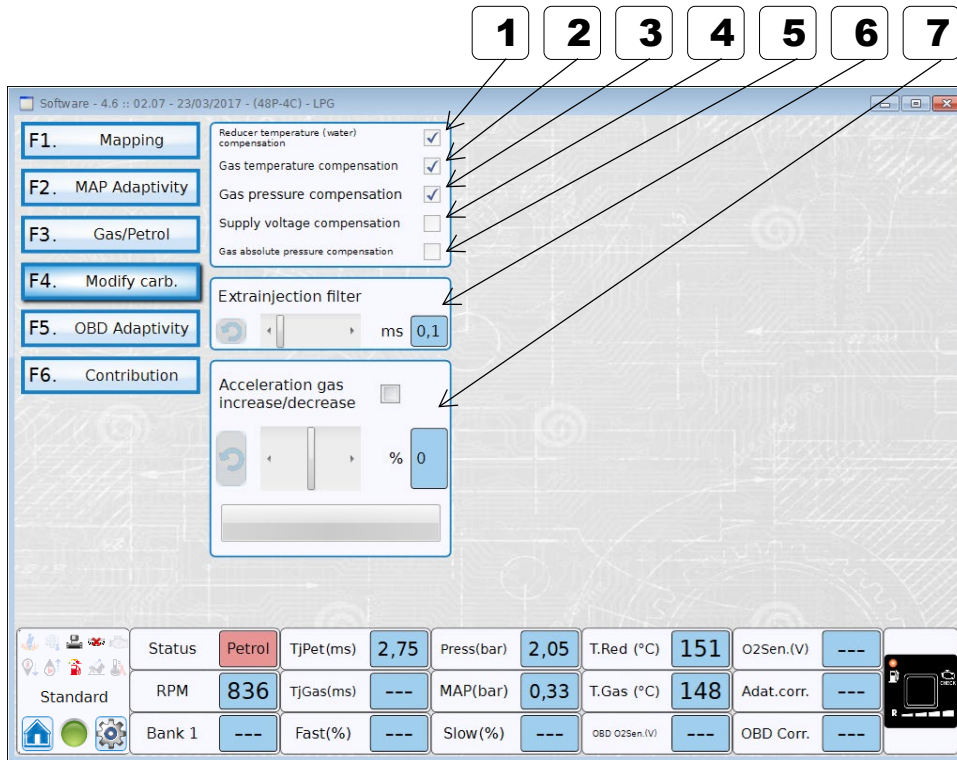 1 2 3 4 5 6 7
Software - 4.6 :: 02.07 - 23/03/2017 - (48P-4C) - LPG
F1. Mapping
F2. MAP Adaptivity
F3. Gas/Petrol
F4. Modify carb.
F5. OBD Adaptivity
F6. Contribution
Reducer temperature (water)
compensation
Gas temperature compensation
Gas pressure compensation
Supply voltage compensation
Gas absolute pressure compensation
Extrainjection filter
ms 0,1
Acceleration gas
increase/decrease
% 0
Status Petrol TjPet(ms) 2,75 Press(bar) 2,05 T.Red (°C) 151 O2Sen.(V) ---
Standard RPM 836 TjGas(ms) --- MAP(bar) 0,33 T.Gas (°C) 148 Adat.corr. ---
Bank 1 --- Fast(%) --- Slow(%) --- OBD O2Sen.(V) --- OBD Corr. ---
CHECK
R